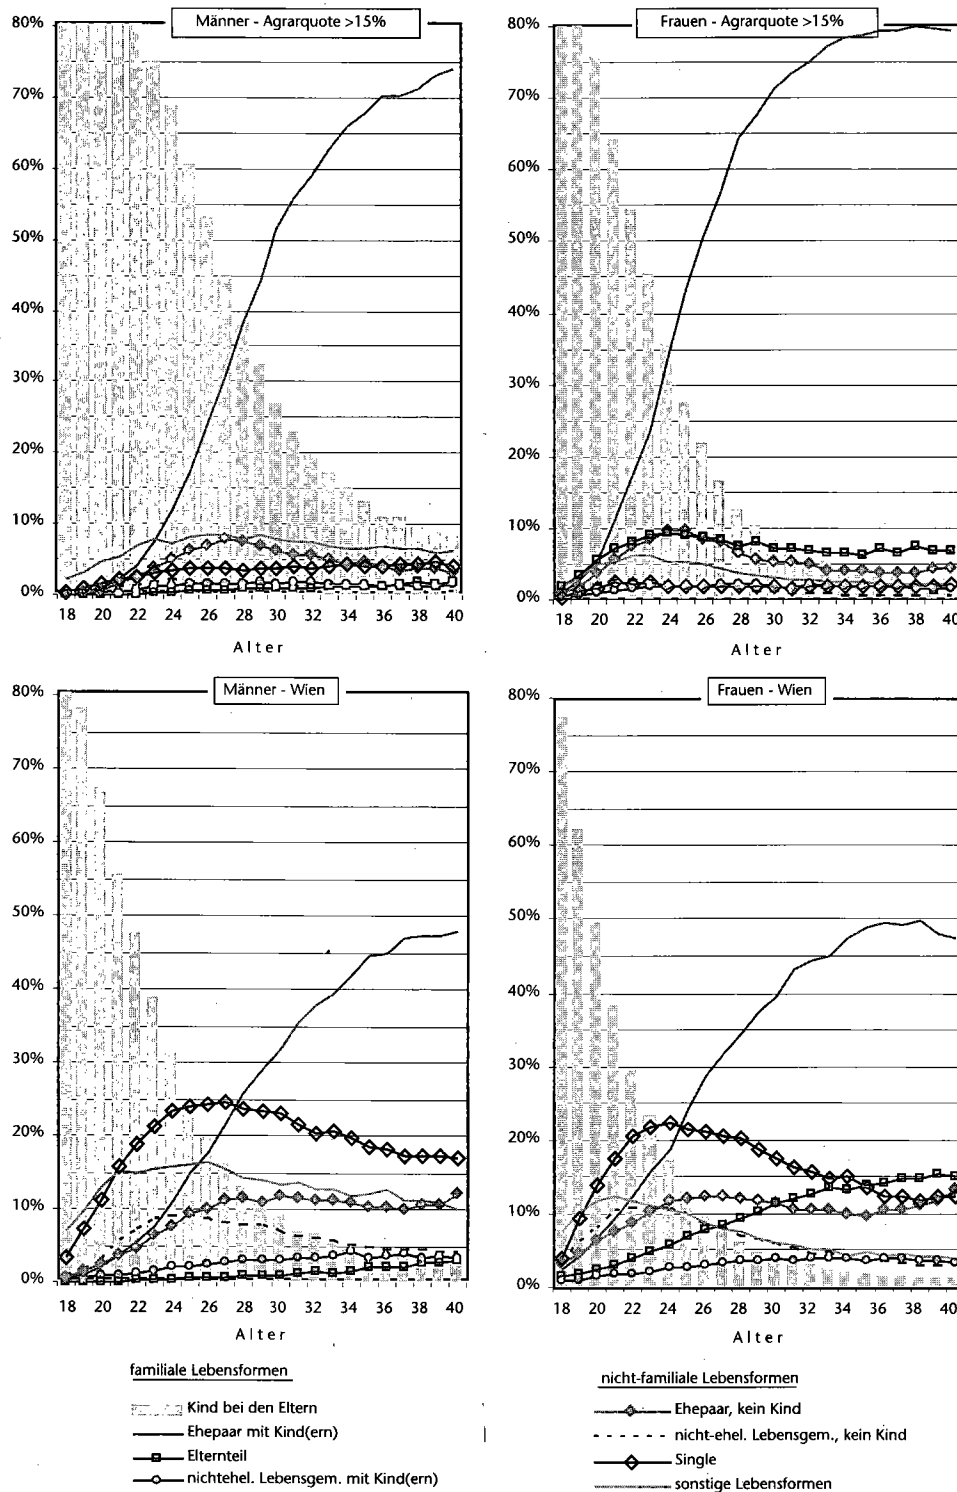 Männer - Agrarquote >15%
80%
70%
60%
50%
40%
30%
20%
10%
0%
18 20 22 24 26 28 30 32 34 36 38 40
Alter
Frauen - Agrarquote >15%
80%
70%
60%
50%
40%
30%
20%
10%
0%
18 20 22 24 26 28 30 32 34 36 38 40
Alter
Männer - Wien
80%
70%
60%
50%
40%
30%
20%
10%
0%
18 20 22 24 26 28 30 32 34 36 38 40
Alter
Frauen - Wien
80%
70%
60%
50%
40%
30%
20%
10%
0%
18 20 22 24 26 28 30 32 34 36 38 40
Alter
familiale Lebensformen
Kind bei den Eltern
Ehepaar mit Kind(ern)
Elternteil
nichtehel. Lebensgem. mit Kind(ern)
nicht-familiale Lebensformen
Ehepaar, kein Kind
nicht-ehel. Lebensgem., kein Kind
Single
sonstige Lebensformen